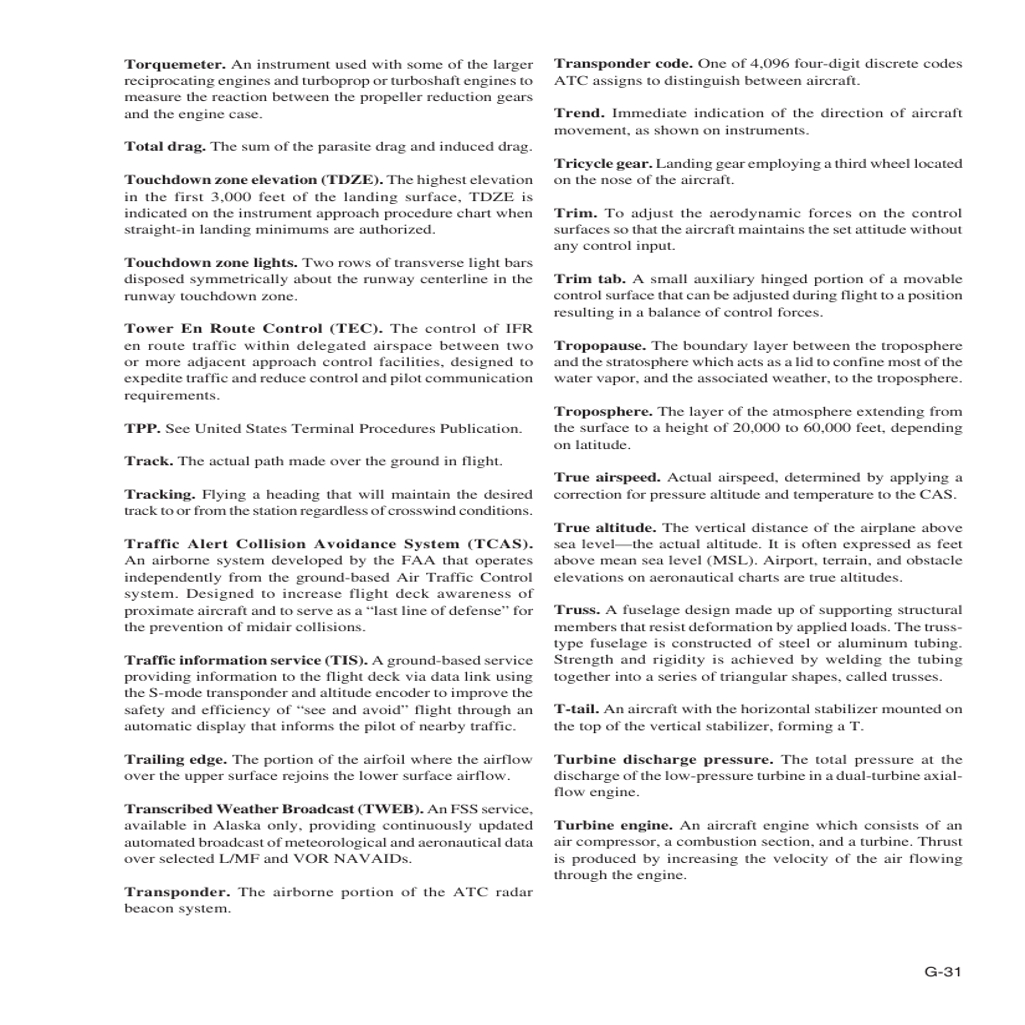 Torquemeter. An instrument used with some of the larger
reciprocating engines and turboprop or turboshaft engines to
measure the reaction between the propeller reduction gears
and the engine case.
Total drag. The sum of the parasite drag and induced drag.
Touchdown zone elevation (TDZE). The highest elevation
in the first 3,000 feet of the landing surface, TDZE is
indicated on the instrument approach procedure chart when
straight-in landing minimums are authorized.
Touchdown zone lights. Two rows of transverse light bars
disposed symmetrically about the runway centerline in the
runway touchdown zone.
Tower En Route Control (TEC). The control of IFR
en route traffic within delegated airspace between two
or more adjacent approach control facilities, designed to
expedite traffic and reduce control and pilot communication
requirements.
TPP. See United States Terminal Procedures Publication.
Track. The actual path made over the ground in flight.
Tracking. Flying a heading that will maintain the desired
track to or from the station regardless of crosswind conditions.
Traffic Alert Collision Avoidance System (TCAS).
An airborne system developed by the FAA that operates
independently from the ground-based Air Traffic Control
system. Designed to increase flight deck awareness of
proximate aircraft and to serve as a “last line of defense” for
the prevention of midair collisions.
Traffic information service (TIS). A ground-based service
providing information to the flight deck via data link using
the S-mode transponder and altitude encoder to improve the
safety and efficiency of “see and avoid” flight through an
automatic display that informs the pilot of nearby traffic.
Trailing edge. The portion of the airfoil where the airflow
over the upper surface rejoins the lower surface airflow.
Transcribed Weather Broadcast (TWEB). An FSS service,
available in Alaska only, providing continuously updated
automated broadcast of meteorological and aeronautical data
over selected L/MF and VOR NAVAIDs.
Transponder. The airborne portion of the ATC radar
beacon system.
Transponder code. One of 4,096 four-digit discrete codes
ATC assigns to distinguish between aircraft.
Trend. Immediate indication of the direction of aircraft
movement, as shown on instruments.
Tricycle gear. Landing gear employing a third wheel located
on the nose of the aircraft.
Trim. To adjust the aerodynamic forces on the control
surfaces so that the aircraft maintains the set attitude without
any control input.
Trim tab. A small auxiliary hinged portion of a movable
control surface that can be adjusted during flight to a position
resulting in a balance of control forces.
Tropopause. The boundary layer between the troposphere
and the stratosphere which acts as a lid to confine most of the
water vapor, and the associated weather, to the troposphere.
Troposphere. The layer of the atmosphere extending from
the surface to a height of 20,000 to 60,000 feet, depending
on latitude.
True airspeed. Actual airspeed, determined by applying a
correction for pressure altitude and temperature to the CAS.
True altitude. The vertical distance of the airplane above
sea level—the actual altitude. It is often expressed as feet
above mean sea level (MSL). Airport, terrain, and obstacle
elevations on aeronautical charts are true altitudes.
Truss. A fuselage design made up of supporting structural
members that resist deformation by applied loads. The truss-
type fuselage is constructed of steel or aluminum tubing.
Strength and rigidity is achieved by welding the tubing
together into a series of triangular shapes, called trusses.
T-tail. An aircraft with the horizontal stabilizer mounted on
the top of the vertical stabilizer, forming a T.
Turbine discharge pressure. The total pressure at the
discharge of the low-pressure turbine in a dual-turbine axial-
flow engine.
Turbine engine. An aircraft engine which consists of an
air compressor, a combustion section, and a turbine. Thrust
is produced by increasing the velocity of the air flowing
through the engine.
G-31